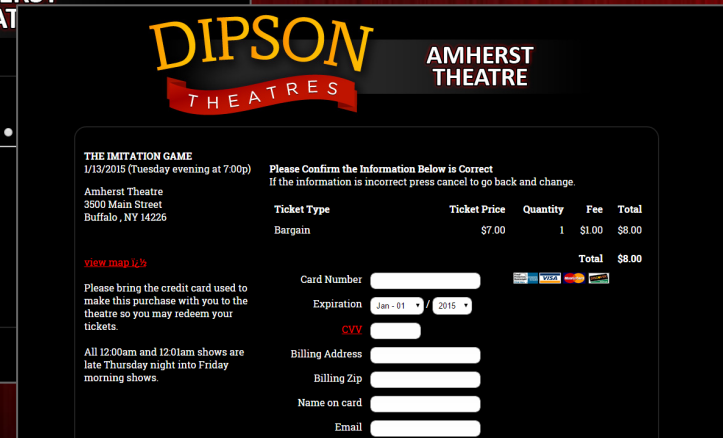 DIPSON
THEATRES
AMHERST
THEATRE
THE IMITATION GAME
1/13/2015 (Tuesday evening at 7:00p)
Amherst Theatre
3500 Main Street
Buffalo , NY 14226
view map ï¿½
Please bring the credit card used to
make this purchase with you to the
theatre so you may redeem your
tickets.
All 12:00am and 12:01am shows are
late Thursday night into Friday
morning shows.
Please Confirm the Information Below is Correct
If the information is incorrect press cancel to go back and change.
Ticket Type Ticket Price Quantity Fee Total
Bargain $7.00 1 $1.00 $8.00
Total $8.00
Card Number
VISA
Expiration Jan - 01 / 2015
CVV
Billing Address
Billing Zip
Name on card
Email